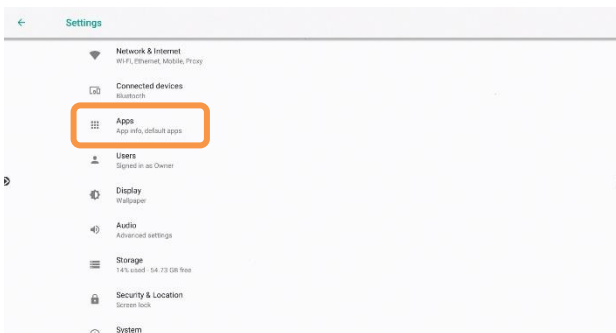 Settings
Network & Internet
Wi-Fi, Ethernet, Mobile, Proxy
Connected devices
Bluetooth
Apps
App info, default apps
Users
Signed in as Owner
Display
Wallpaper
Audio
Advanced settings
Storage
14% used - 54.73 GB free
Security & Location
Screen lock
System